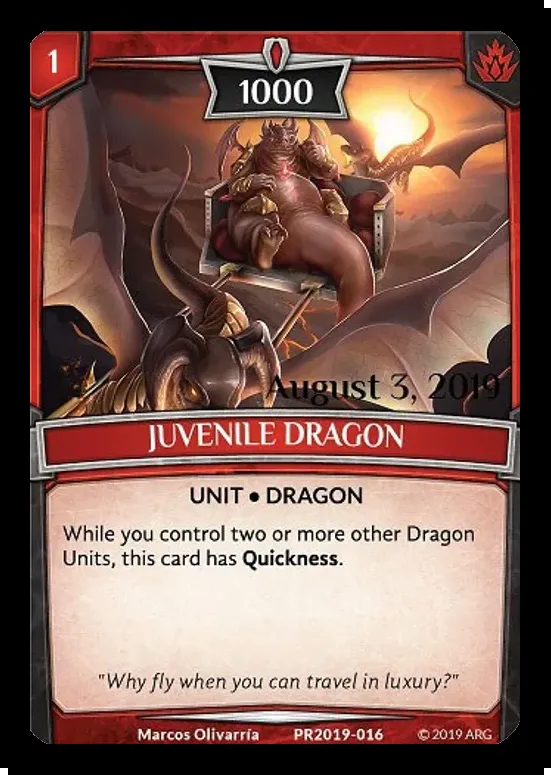 1
1000
August 3, 2019
JUVENILE DRAGON
UNIT • DRAGON
While you control two or more other Dragon
Units, this card has Quickness.
"Why fly when you can travel in luxury?"
Marcos Olivarría PR2019-016 © 2019 ARG